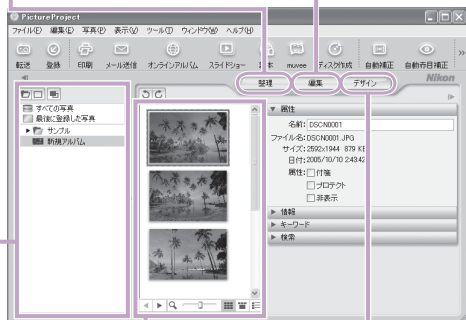 PictureProject
ファイル(F) 編集(E) 写真(P) 表示(V) ツール(T) ウィンドウ(W) ヘルプ(H)
転送 登録 印刷 メール送信 オンラインアルバム スライドショー 本 muvee ディスク作成 自動補正 自動赤目補正
整理 編集 デザイン
Nikon
すべての写真
最後に登録した写真
サンプル
新規アルバム
属性
名前: DSCN0001
ファイル名: DSCN0001.JPG
サイズ: 2592x1944 879 KB
日付: 2005/10/10 2:43:42
属性: 付箋
プロテクト
非表示
情報
キーワード
検索